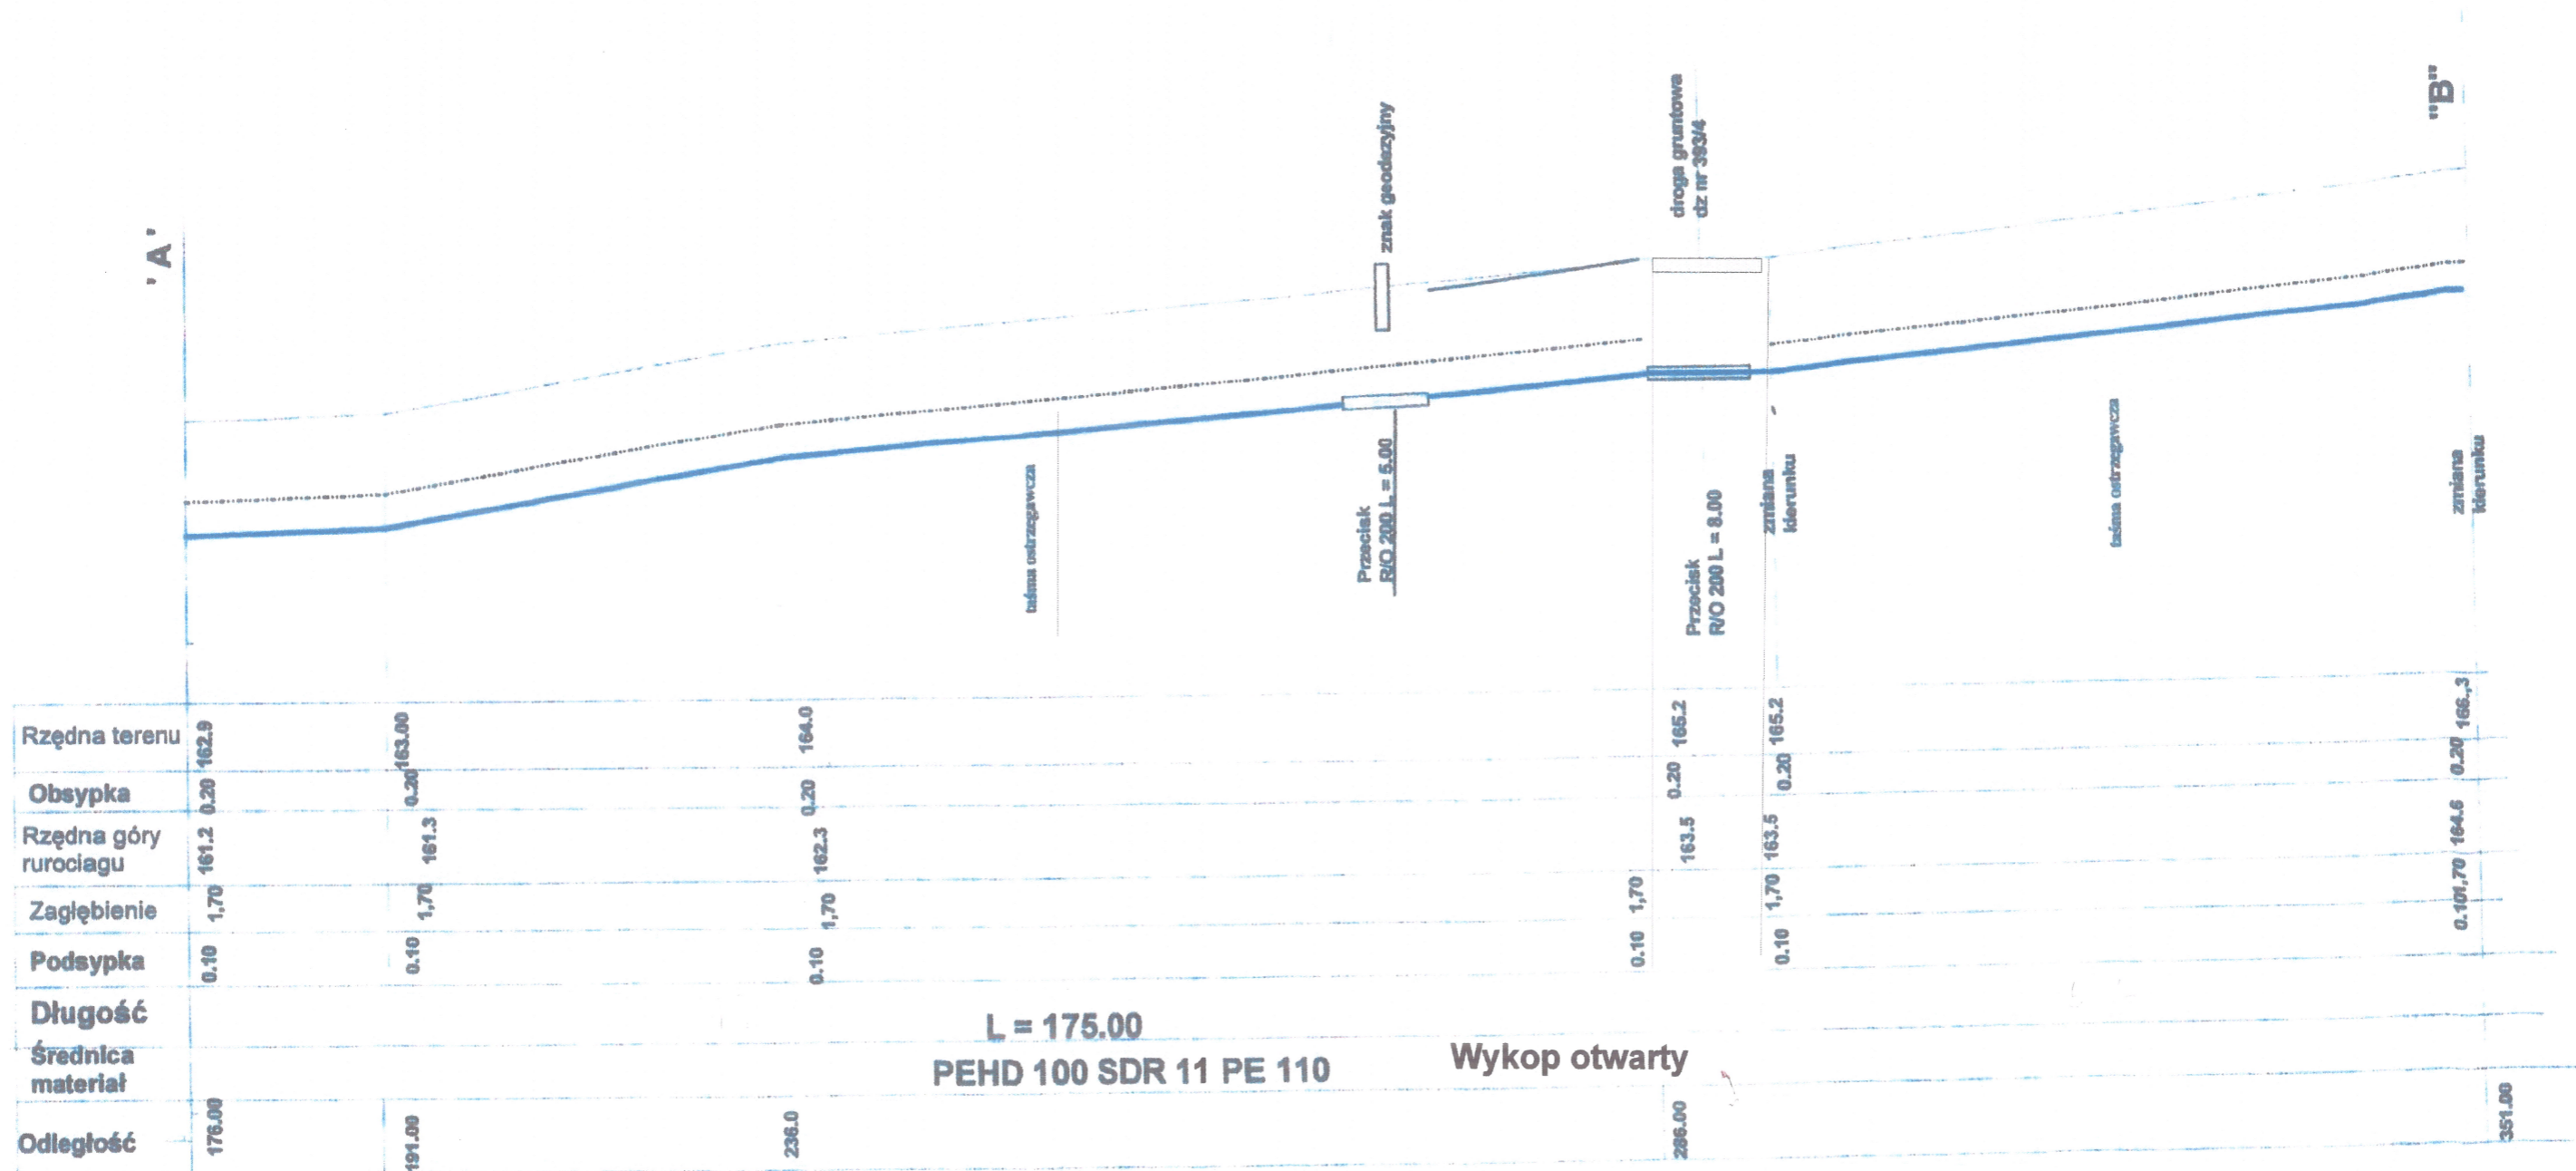 "A"
"B"
znak geodezyjny
droga gruntowa
dz nr 393/4
taśma ostrzegawcza
Przecisk
R/O 200 L = 5.00
Przecisk
R/O 200 L = 8.00
zmiana
kierunku
taśma ostrzegawcza
zmiana
kierunku
Rzędna terenu 162.9 163.00 164.0 165.2 165.2 166.,3
Obsypka 0.20 0.20 0.20 0.20 0.20 0.20
Rzędna góry
rurociagu 161.2 161.3 162.3 163.5 163.5 164.6
Zagłębienie 1,70 1,70 1,70 1,70 1,70 1,70
Podsypka 0.10 0.10 0.10 0.10 0.10 0.10
Długość L = 175.00
Średnica
materiał PEHD 100 SDR 11 PE 110 Wykop otwarty
Odległość 176.00 191.00 236.0 286.00 351.00